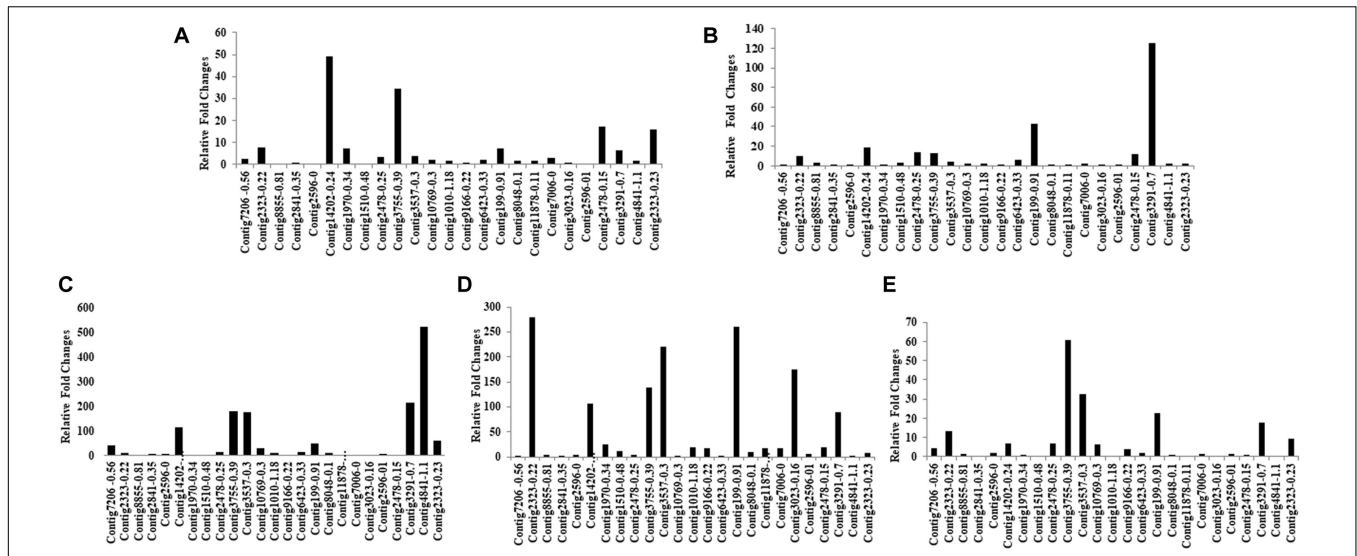 A
Relative Fold Changes
60
50
40
30
20
10
0
Contig7206 -0.56
Contig2323-0.22
Contig8855-0.81
Contig2841-0.35
Contig2596-0
Contig14202-0.24
Contig1970-0.34
Contig1510-0.48
Contig2478-0.25
Contig3755-0.39
Contig3537-0.3
Contig10769-0.3
Contig1010-1.18
Contig9166-0.22
Contig6423-0.33
Contig199-0.91
Contig8048-0.1
Contig11878-0.11
Contig7006-0
Contig3023-0.16
Contig2596-01
Contig2478-0.15
Contig3291-0.7
Contig4841-1.1
Contig2323-0.23
B
Relative Fold Changes
140
120
100
80
60
40
20
0
Contig7206 -0.56
Contig2323-0.22
Contig8855-0.81
Contig2841-0.35
Contig2596-0
Contig14202-0.24
Contig1970-0.34
Contig1510-0.48
Contig2478-0.25
Contig3755-0.39
Contig3537-0.3
Contig10769-0.3
Contig1010-1.18
Contig9166-0.22
Contig6423-0.33
Contig199-0.91
Contig8048-0.1
Contig11878-0.11
Contig7006-0
Contig3023-0.16
Contig2596-01
Contig2478-0.15
Contig3291-0.7
Contig4841-1.1
Contig2323-0.23
C
Relative Fold Changes
600
500
400
300
200
100
0
Contig7206 -0.56
Contig2323-0.22
Contig8855-0.81
Contig2841-0.35
Contig2596-0
Contig14202-...
Contig1970-0.34
Contig1510-0.48
Contig2478-0.25
Contig3755-0.39
Contig3537-0.3
Contig10769-0.3
Contig1010-1.18
Contig9166-0.22
Contig6423-0.33
Contig199-0.91
Contig8048-0.1
Contig11878-...
Contig7006-0
Contig3023-0.16
Contig2596-01
Contig2478-0.15
Contig3291-0.7
Contig4841-1.1
Contig2323-0.23
D
Relative Fold Changes
300
250
200
150
100
50
0
Contig7206 -0.56
Contig2323-0.22
Contig8855-0.81
Contig2841-0.35
Contig2596-0
Contig14202-...
Contig1970-0.34
Contig1510-0.48
Contig2478-0.25
Contig3755-0.39
Contig3537-0.3
Contig10769-0.3
Contig1010-1.18
Contig9166-0.22
Contig6423-0.33
Contig199-0.91
Contig8048-0.1
Contig11878-...
Contig7006-0
Contig3023-0.16
Contig2596-01
Contig2478-0.15
Contig3291-0.7
Contig4841-1.1
Contig2323-0.23
E
Relative Fold Changes
70
60
50
40
30
20
10
0
Contig7206 -0.56
Contig2323-0.22
Contig8855-0.81
Contig2841-0.35
Contig2596-0
Contig14202-0.24
Contig1970-0.34
Contig1510-0.48
Contig2478-0.25
Contig3755-0.39
Contig3537-0.3
Contig10769-0.3
Contig1010-1.18
Contig9166-0.22
Contig6423-0.33
Contig199-0.91
Contig8048-0.1
Contig11878-0.11
Contig7006-0
Contig3023-0.16
Contig2596-01
Contig2478-0.15
Contig3291-0.7
Contig4841-1.1
Contig2323-0.23